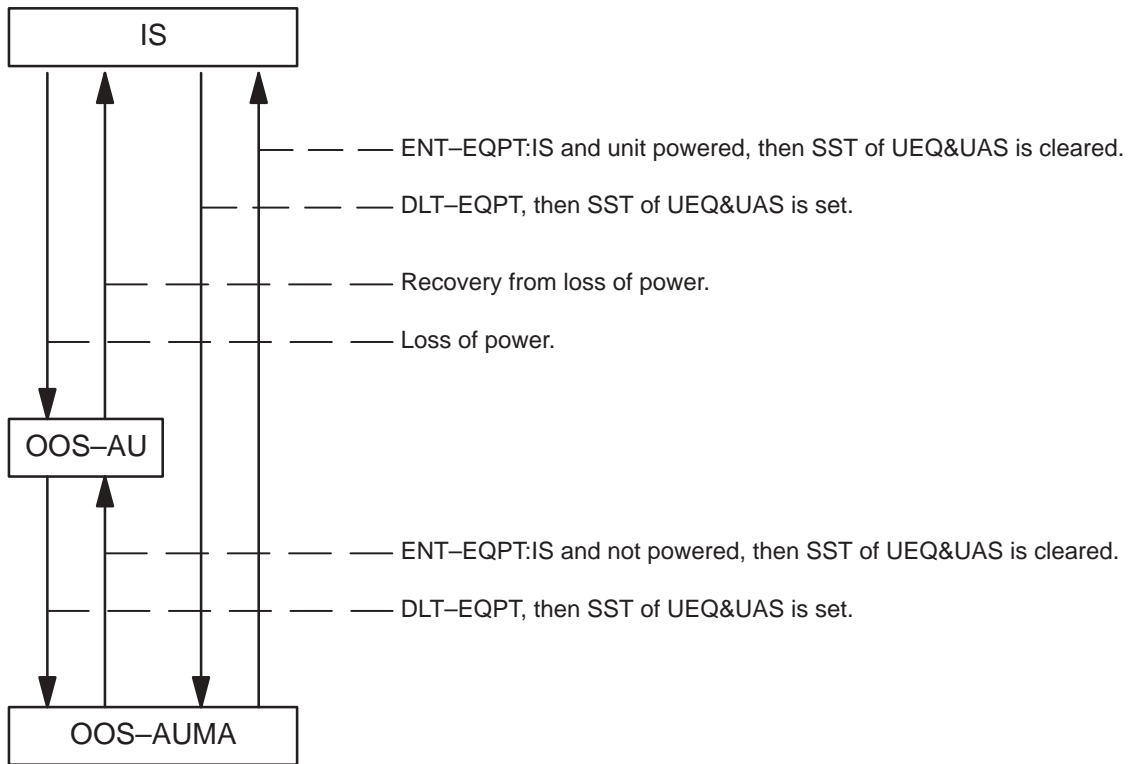 IS
ENT–EQPT:IS and unit powered, then SST of UEQ&UAS is cleared.
DLT–EQPT, then SST of UEQ&UAS is set.
Recovery from loss of power.
Loss of power.
OOS–AU
ENT–EQPT:IS and not powered, then SST of UEQ&UAS is cleared.
DLT–EQPT, then SST of UEQ&UAS is set.
OOS–AUMA